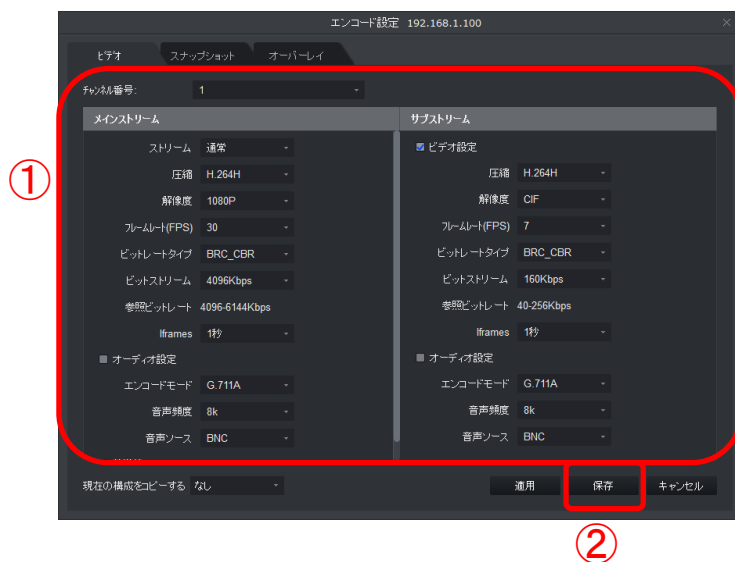 エンコード設定 192.168.1.100
ビデオ スナップショット オーバーレイ
チャンネル番号: 1
メインストリーム
ストリーム 通常
圧縮 H.264H
解像度 1080P
フレームレート(FPS) 30
ビットレートタイプ BRC_CBR
ビットストリーム 4096Kbps
参照ビットレート 4096-6144Kbps
Iframes 1秒
オーディオ設定
エンコードモード G.711A
音声頻度 8k
音声ソース BNC
サブストリーム
ビデオ設定
圧縮 H.264H
解像度 CIF
フレームレート(FPS) 7
ビットレートタイプ BRC_CBR
ビットストリーム 160Kbps
参照ビットレート 40-256Kbps
Iframes 1秒
オーディオ設定
エンコードモード G.711A
音声頻度 8k
音声ソース BNC
①
現在の構成をコピーする なし
適用 保存 キャンセル
②